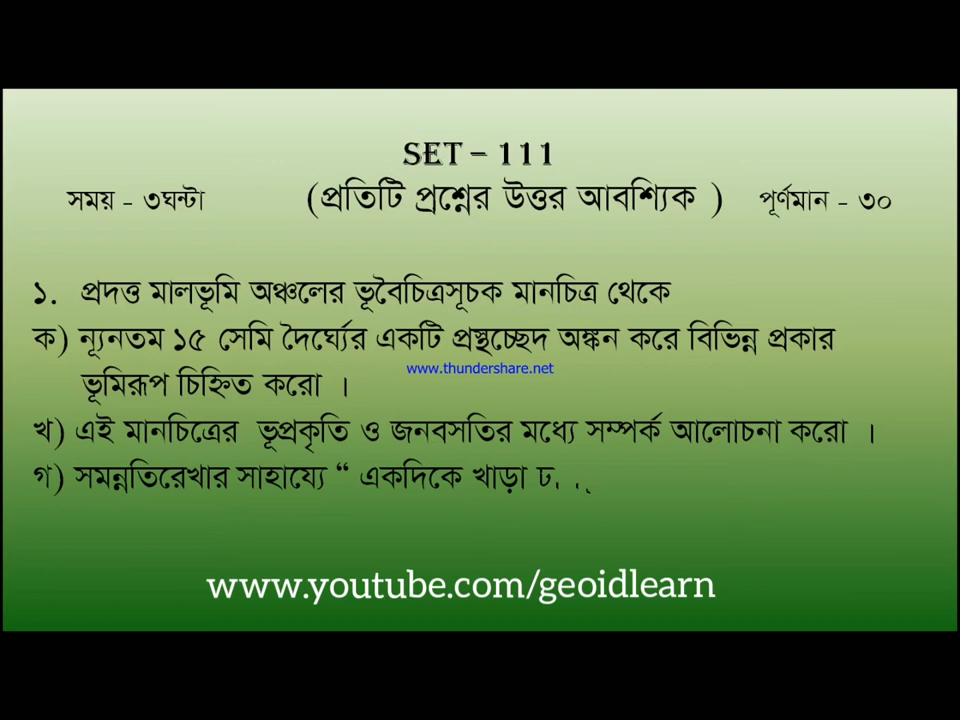 SET – 111
সময় - ৩ঘন্টা (প্রতিটি প্রশ্নের উত্তর আবশ্যিক ) পূর্ণমান - ৩০
১. প্রদত্ত মালভূমি অঞ্চলের ভূবৈচিত্রসূচক মানচিত্র থেকে
ক) ন্যূনতম ১৫ সেমি দৈর্ঘ্যের একটি প্রস্থচ্ছেদ অঙ্কন করে বিভিন্ন প্রকার
www.thundershare.net
ভূমিরূপ চিহ্নিত করো ।
খ) এই মানচিত্রের ভূপ্রকৃতি ও জনবসতির মধ্যে সম্পর্ক আলোচনা করো ।
গ) সমন্নতিরেখার সাহায্যে “ একদিকে খাড়া
www.youtube.com/geoidlearn